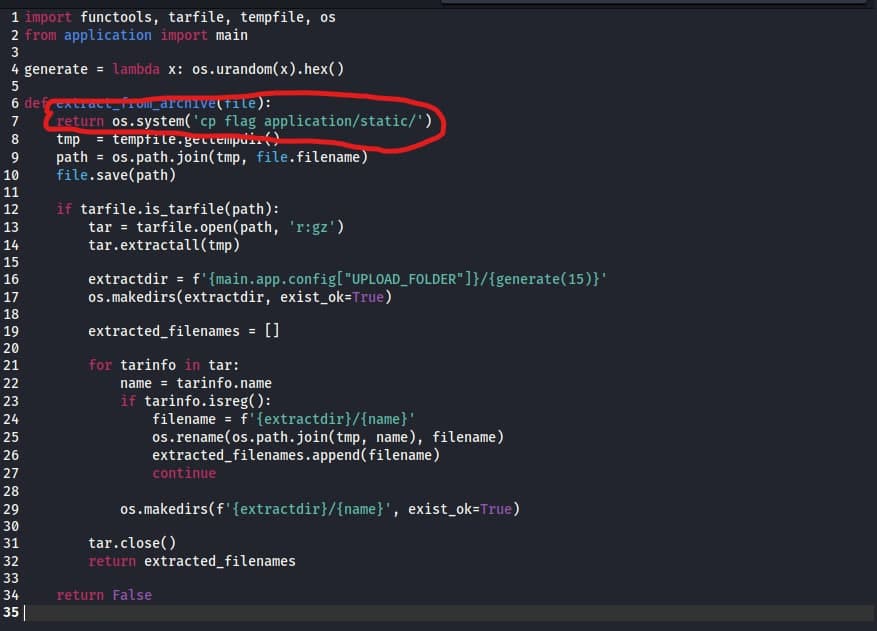 1 import functools, tarfile, tempfile, os
2 from application import main
3
4 generate = lambda x: os.urandom(x).hex()
5
6 def extract_from_archive(file):
7     return os.system('cp flag application/static/')
8     tmp  = tempfile.gettempdir()
9     path = os.path.join(tmp, file.filename)
10     file.save(path)
11
12     if tarfile.is_tarfile(path):
13         tar = tarfile.open(path, 'r:gz')
14         tar.extractall(tmp)
15
16         extractdir = f'{main.app.config["UPLOAD_FOLDER"]}/{generate(15)}'
17         os.makedirs(extractdir, exist_ok=True)
18
19         extracted_filenames = []
20
21         for tarinfo in tar:
22             name = tarinfo.name
23             if tarinfo.isreg():
24                 filename = f'{extractdir}/{name}'
25                 os.rename(os.path.join(tmp, name), filename)
26                 extracted_filenames.append(filename)
27                 continue
28
29             os.makedirs(f'{extractdir}/{name}', exist_ok=True)
30
31         tar.close()
32         return extracted_filenames
33
34     return False
35